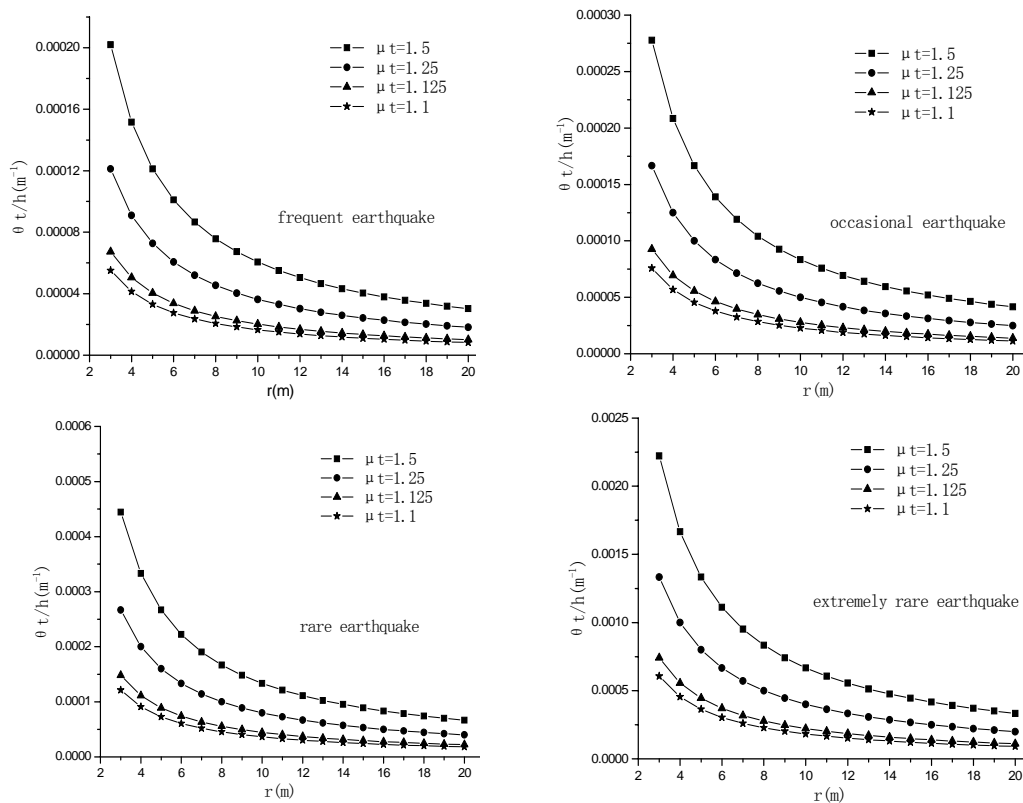 0.00020
0.00016
0.00012
0.00008
0.00004
0.00000
θ t/h(m⁻¹)
μ t=1.5
μ t=1.25
μ t=1.125
μ t=1.1
frequent earthquake
2 4 6 8 10 12 14 16 18 20
r(m)
0.00030
0.00025
0.00020
0.00015
0.00010
0.00005
0.00000
θ t/h(m⁻¹)
μ t=1.5
μ t=1.25
μ t=1.125
μ t=1.1
occasional earthquake
2 4 6 8 10 12 14 16 18 20
r(m)
0.0006
0.0005
0.0004
0.0003
0.0002
0.0001
0.0000
θ t/h(m⁻¹)
μ t=1.5
μ t=1.25
μ t=1.125
μ t=1.1
rare earthquake
2 4 6 8 10 12 14 16 18 20
r(m)
0.0025
0.0020
0.0015
0.0010
0.0005
0.0000
θ t/h(m⁻¹)
μ t=1.5
μ t=1.25
μ t=1.125
μ t=1.1
extremely rare earthquake
2 4 6 8 10 12 14 16 18 20
r(m)